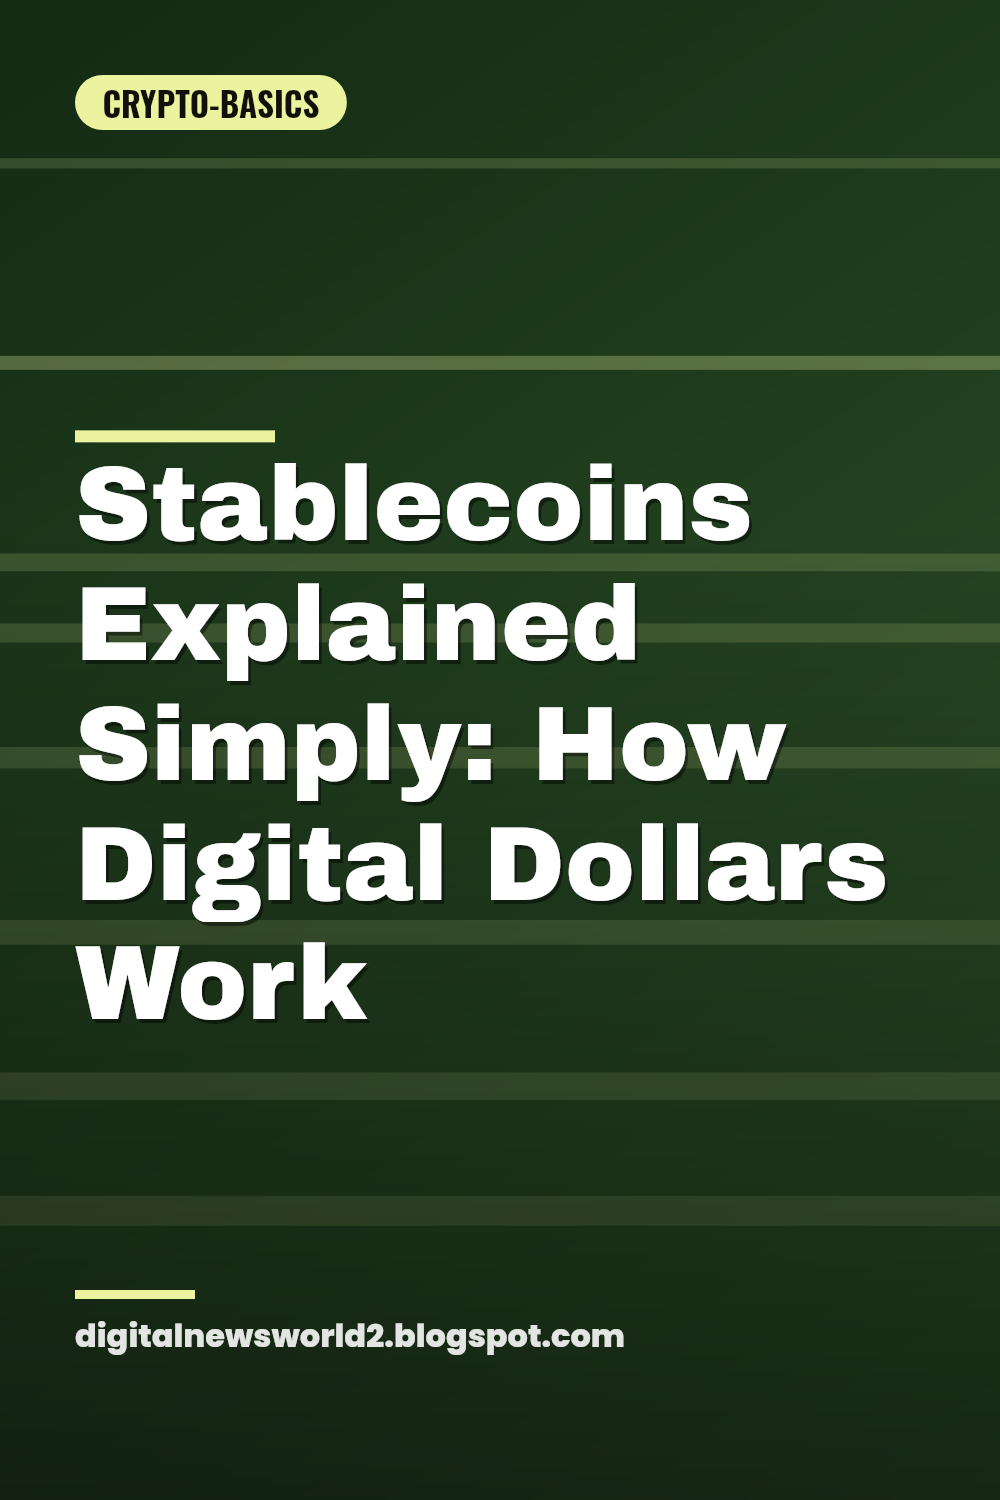 CRYPTO-BASICS
Stablecoins
Explained
Simply: How
Digital Dollars
Work
digitalnewsworld2.blogspot.com